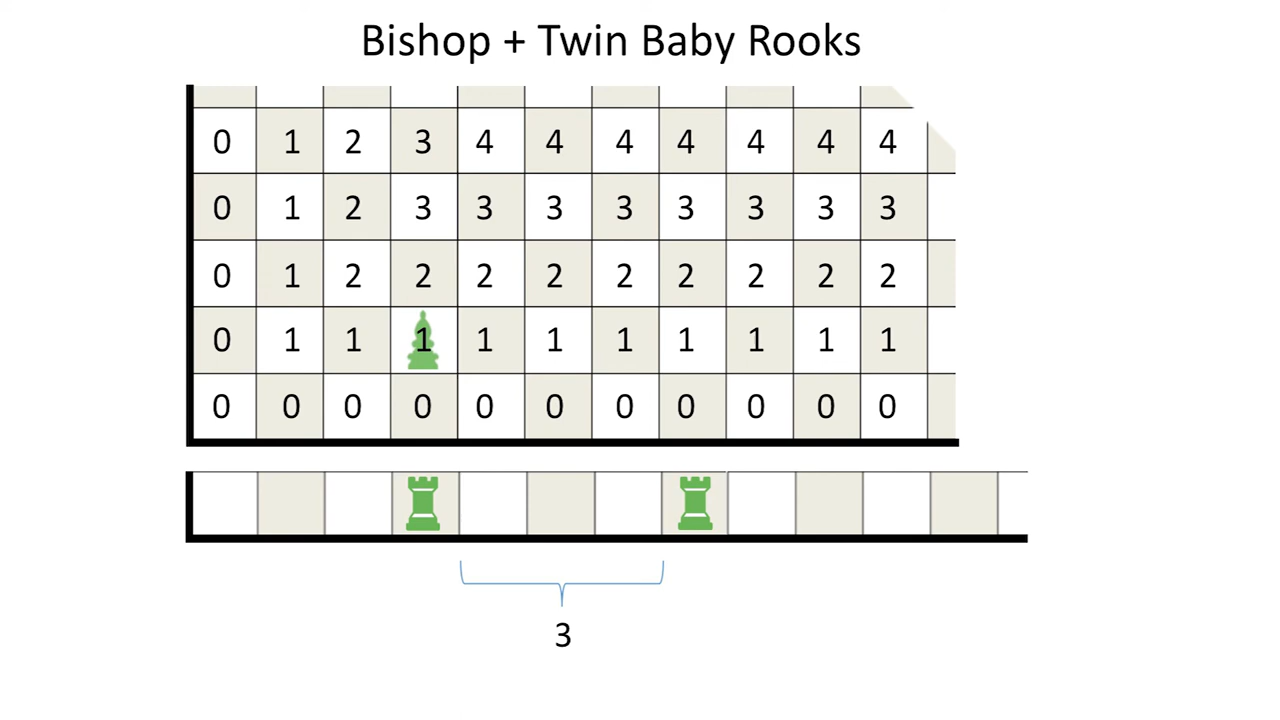 Bishop + Twin Baby Rooks
0 1 2 3 4 4 4 4 4 4 4
0 1 2 3 3 3 3 3 3 3 3
0 1 2 2 2 2 2 2 2 2 2
0 1 1 1 1 1 1 1 1 1 1
0 0 0 0 0 0 0 0 0 0 0
3